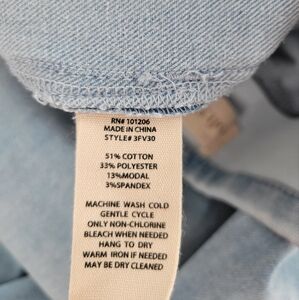 RN# 101206
MADE IN CHINA
STYLE# 3FV30
51% COTTON
33% POLYESTER
13%MODAL
3%SPANDEX
MACHINE WASH COLD
GENTLE CYCLE
ONLY NON-CHLORINE
BLEACH WHEN NEEDED
HANG TO DRY
WARM IRON IF NEEDED
MAY BE DRY CLEANED